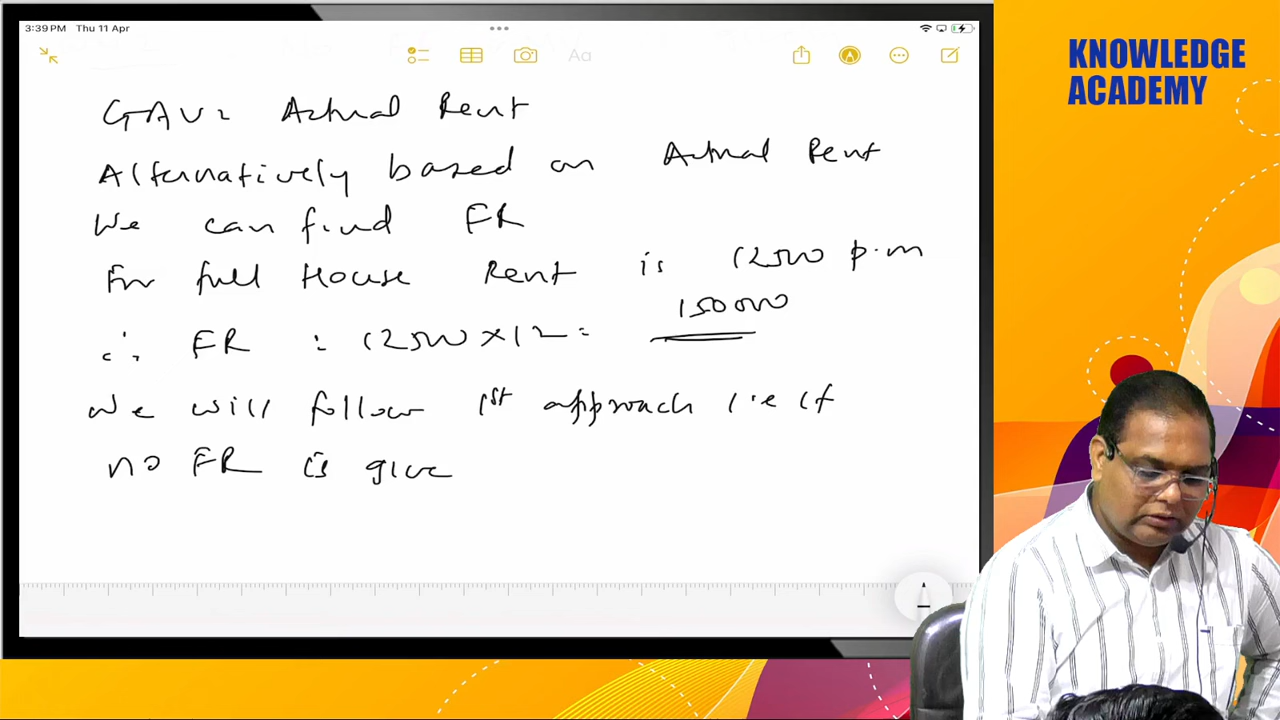 3:39 PM Thu 11 Apr
Aa
KNOWLEDGE
ACADEMY
GAV = Actual Rent
Alternatively based on Actual Rent
We can find FR
For full House Rent is 12500 p.m
∴ FR = 12500 × 12 = 150000
We will follow 1st approach i.e if
no FR is give